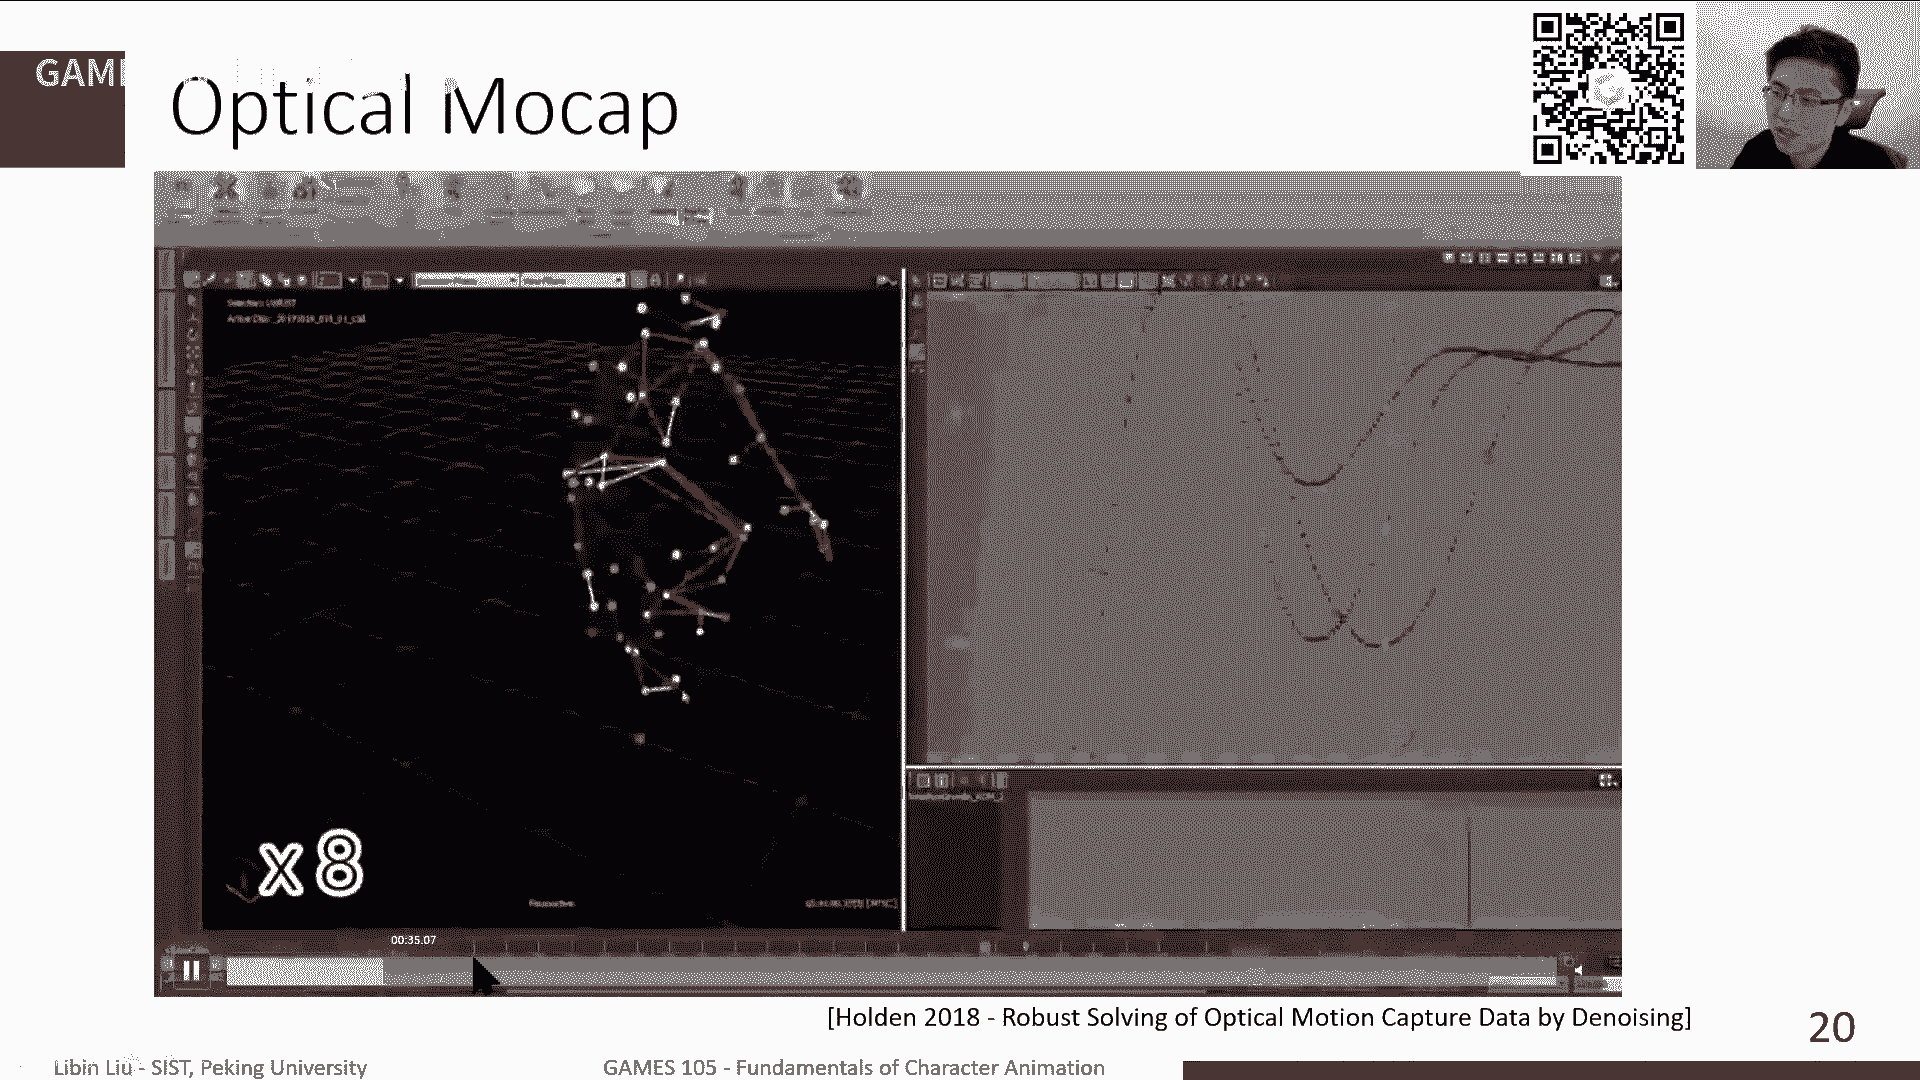 GAME
Optical Mocap
x8
00:35.07
[Holden 2018 - Robust Solving of Optical Motion Capture Data by Denoising]
20
Libin Liu - SIST, Peking University
GAMES 105 - Fundamentals of Character Animation